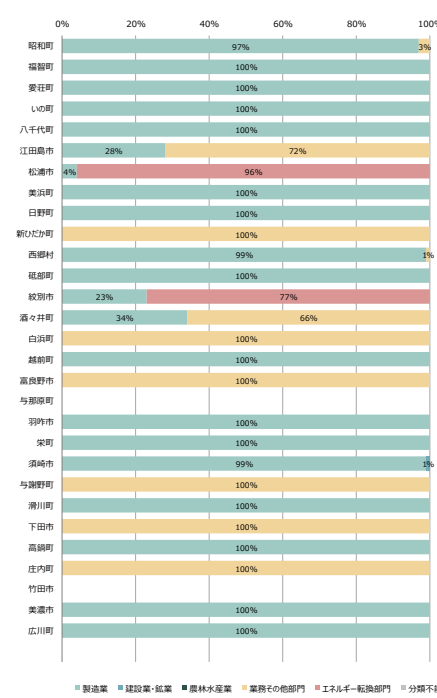 0% 20% 40% 60% 80% 100%
昭和町 97% 3%
福智町 100%
愛荘町 100%
いの町 100%
八千代町 100%
江田島市 28% 72%
松浦市 4% 96%
美浜町 100%
日野町 100%
新ひだか町 100%
西郷村 99% 1%
砥部町 100%
紋別市 23% 77%
酒々井町 34% 66%
白浜町 100%
越前町 100%
富良野市 100%
与那原町
羽咋市 100%
栄町 100%
須崎市 99% 1%
与謝野町 100%
滑川町 100%
下田市 100%
高鍋町 100%
庄内町 100%
竹田市
美濃市 100%
広川町 100%
製造業 建設業・鉱業 農林水産業 業務その他部門 エネルギー転換部門 分類不